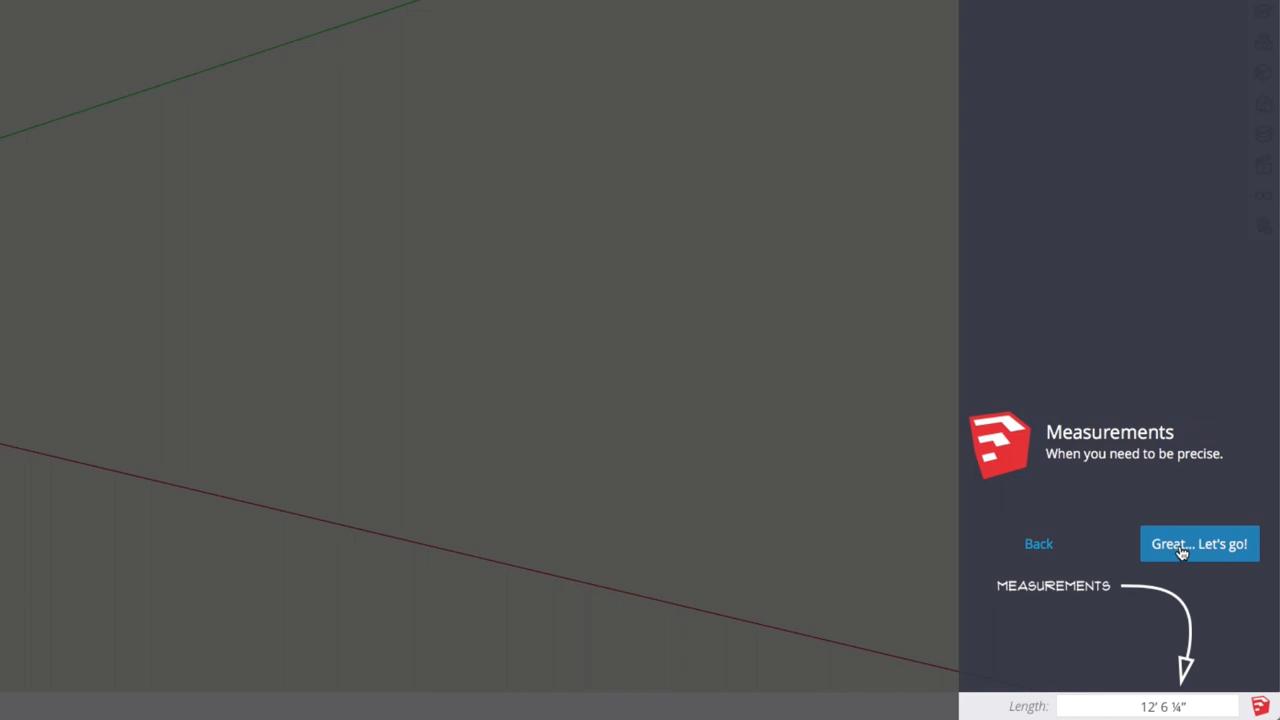 Measurements
When you need to be precise.
Back
Great... Let's go!
MEASUREMENTS
Length:
12' 6 ¼"